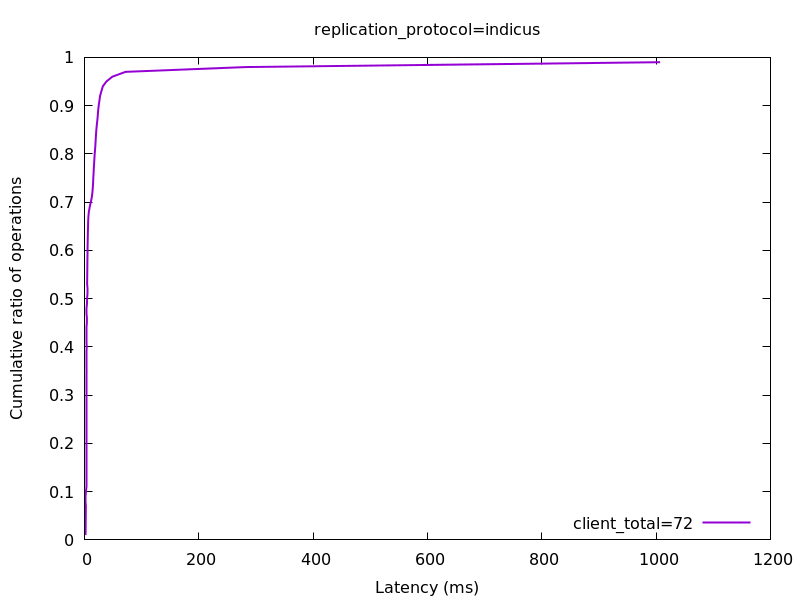 replication_protocol=indicus
1
0.9
0.8
0.7
0.6
0.5
0.4
0.3
0.2
0.1
0
Cumulative ratio of operations
client_total=72
0 200 400 600 800 1000 1200
Latency (ms)